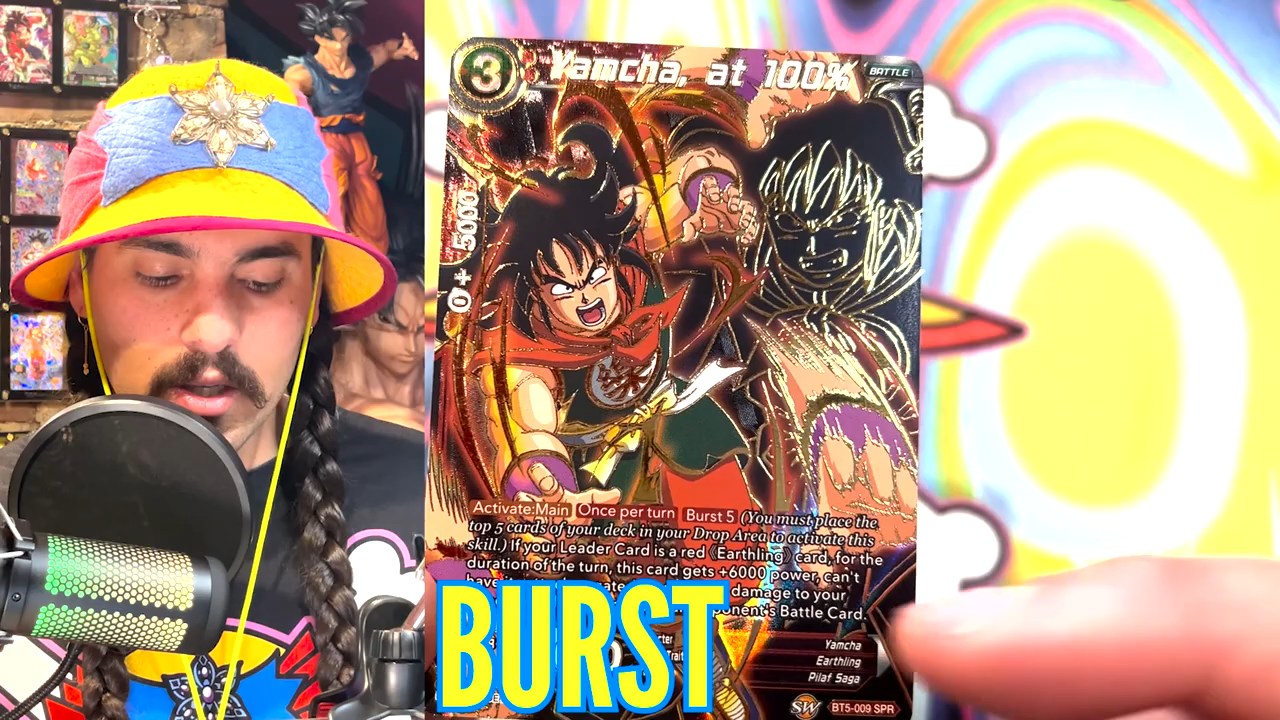 3
Yamcha, at 100%
BATTLE
0 + 5000
Activate:Main Once per turn Burst 5 (You must place the
top 5 cards of your deck in your Drop Area to activate this
skill.) If your Leader Card is a red 《Earthling》 card, for the
duration of the turn, this card gets +6000 power, can't
damage to your
Battle Card.
BURST
Yamcha
Earthling
Pilaf Saga
SW
BT5-009 SPR